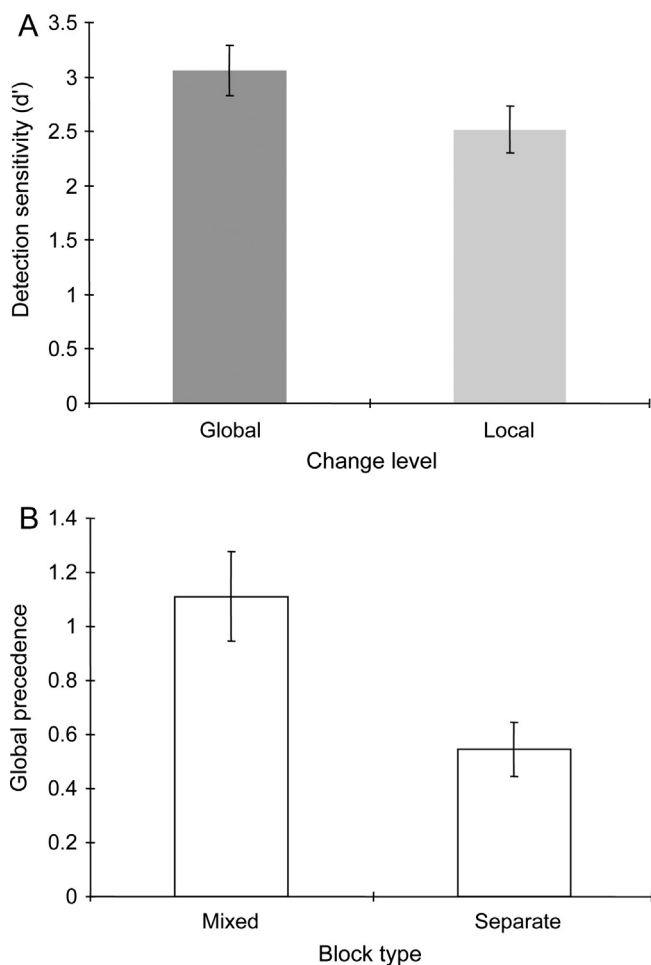 A
Detection sensitivity (d')
3.5
3
2.5
2
1.5
1
0.5
0
Global
Local
Change level
B
Global precedence
1.4
1.2
1
0.8
0.6
0.4
0.2
0
Mixed
Separate
Block type